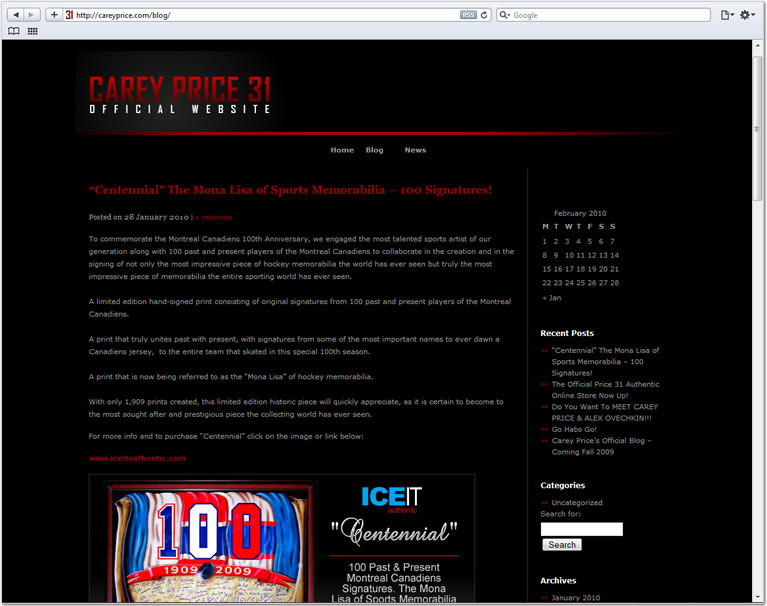 http://careyprice.com/blog/
RSS
Google
CAREY PRICE 31
OFFICIAL WEBSITE
Home Blog News
“Centennial” The Mona Lisa of Sports Memorabilia – 100 Signatures!
Posted on 28 January 2010 | 1 response
To commemorate the Montreal Canadiens 100th Anniversary, we engaged the most talented sports artist of our
generation along with 100 past and present players of the Montreal Canadiens to collaborate in the creation and in the
signing of not only the most impressive piece of hockey memorabilia the world has ever seen but truly the most
impressive piece of memorabilia the entire sporting world has ever seen.
A limited edition hand-signed print consisting of original signatures from 100 past and present players of the Montreal
Canadiens.
A print that truly unites past with present, with signatures from some of the most important names to ever dawn a
Canadiens jersey, to the entire team that skated in this special 100th season.
A print that is now being referred to as the "Mona Lisa" of hockey memorabilia.
With only 1,909 prints created, this limited edition historic piece will quickly appreciate, as it is certain to become to
the most sought after and prestigious piece the collecting world has ever seen.
For more info and to purchase "Centennial" click on the image or link below:
www.iceitauthentic.com
100
1909 2009
ICEIT
authentic
"Centennial"
100 Past & Present
Montreal Canadiens
Signatures. The Mona
Lisa of Sports Memorabilia
February 2010
M T W T F S S
1 2 3 4 5 6 7
8 9 10 11 12 13 14
15 16 17 18 19 20 21
22 23 24 25 26 27 28
« Jan
Recent Posts
“Centennial” The Mona Lisa of
Sports Memorabilia – 100
Signatures!
The Official Price 31 Authentic
Online Store Now Up!
Do You Want To MEET CAREY
PRICE & ALEX OVECHKIN!!!
Go Habs Go!
Carey Price's Official Blog –
Coming Fall 2009
Categories
Uncategorized
Search for:
Search
Archives
January 2010